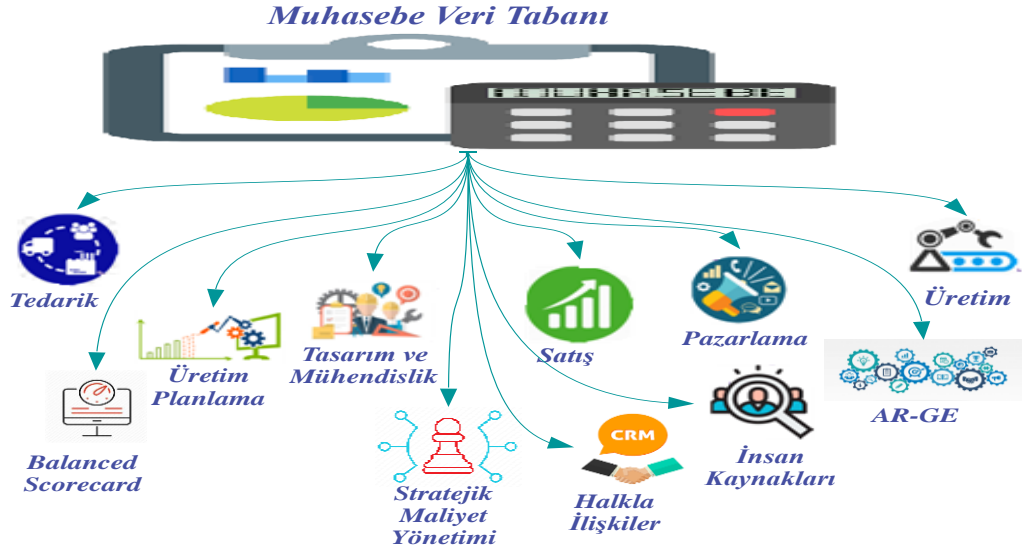 Muhasebe Veri Tabanı
MUHASEBE
Tedarik
Üretim
Planlama
Tasarım ve
Mühendislik
Satış
Pazarlama
Üretim
Balanced
Scorecard
Stratejik
Maliyet
Yönetimi
CRM
Halkla
İlişkiler
İnsan
Kaynakları
AR-GE